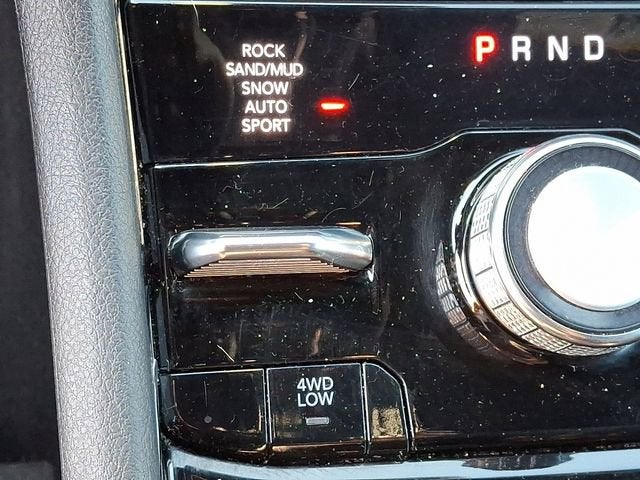 ROCK
SAND/MUD
SNOW
AUTO
SPORT
P R N D
4WD
LOW